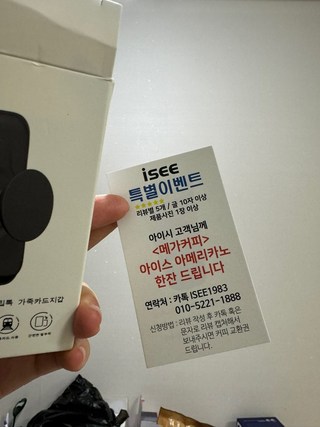 iSEE
특별이벤트
★★★★★
리뷰별 5개 / 글 10자 이상
제품사진 1장 이상
아이시 고객님께
<메가커피>
아이스 아메리카노
한잔 드립니다
연락처 : 카톡 ISEE1983
010-5221-1888
신청방법 : 리뷰 작성 후 카톡 혹은
문자로 리뷰 캡처해서
보내주시면 커피 교환권
드립니다.
립톡 가죽카드지갑